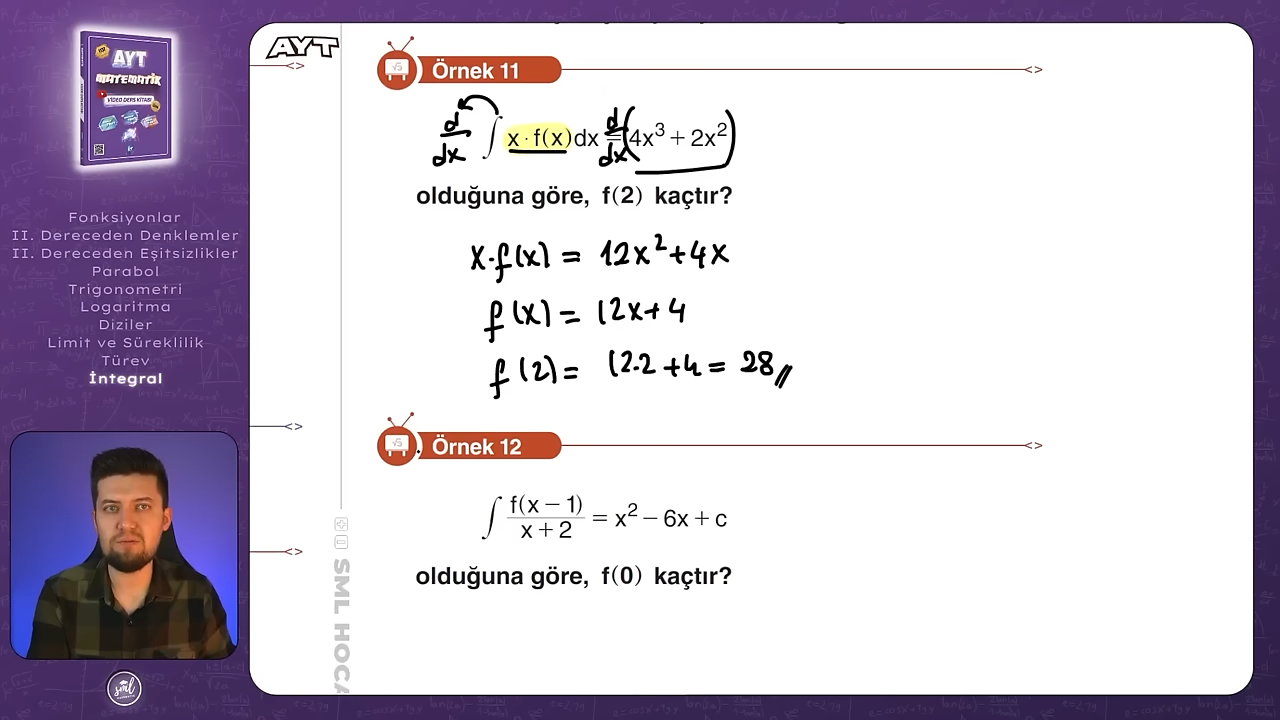 AYT
MATEMATİK
VİDEO DERS KİTABI
Fonksiyonlar
II. Dereceden Denklemler
II. Dereceden Eşitsizlikler
Parabol
Trigonometri
Logaritma
Diziler
Limit ve Süreklilik
Türev
İntegral
sml
AYT
SML HOCA
Örnek 11
d/dx ∫ x · f(x)dx = d/dx (4x³ + 2x²)
olduğuna göre, f(2) kaçtır?
x·f(x) = 12x² + 4x
f(x) = 12x + 4
f(2) = 12.2 + 4 = 28
Örnek 12
∫ f(x − 1)/x + 2 = x² − 6x + c
olduğuna göre, f(0) kaçtır?